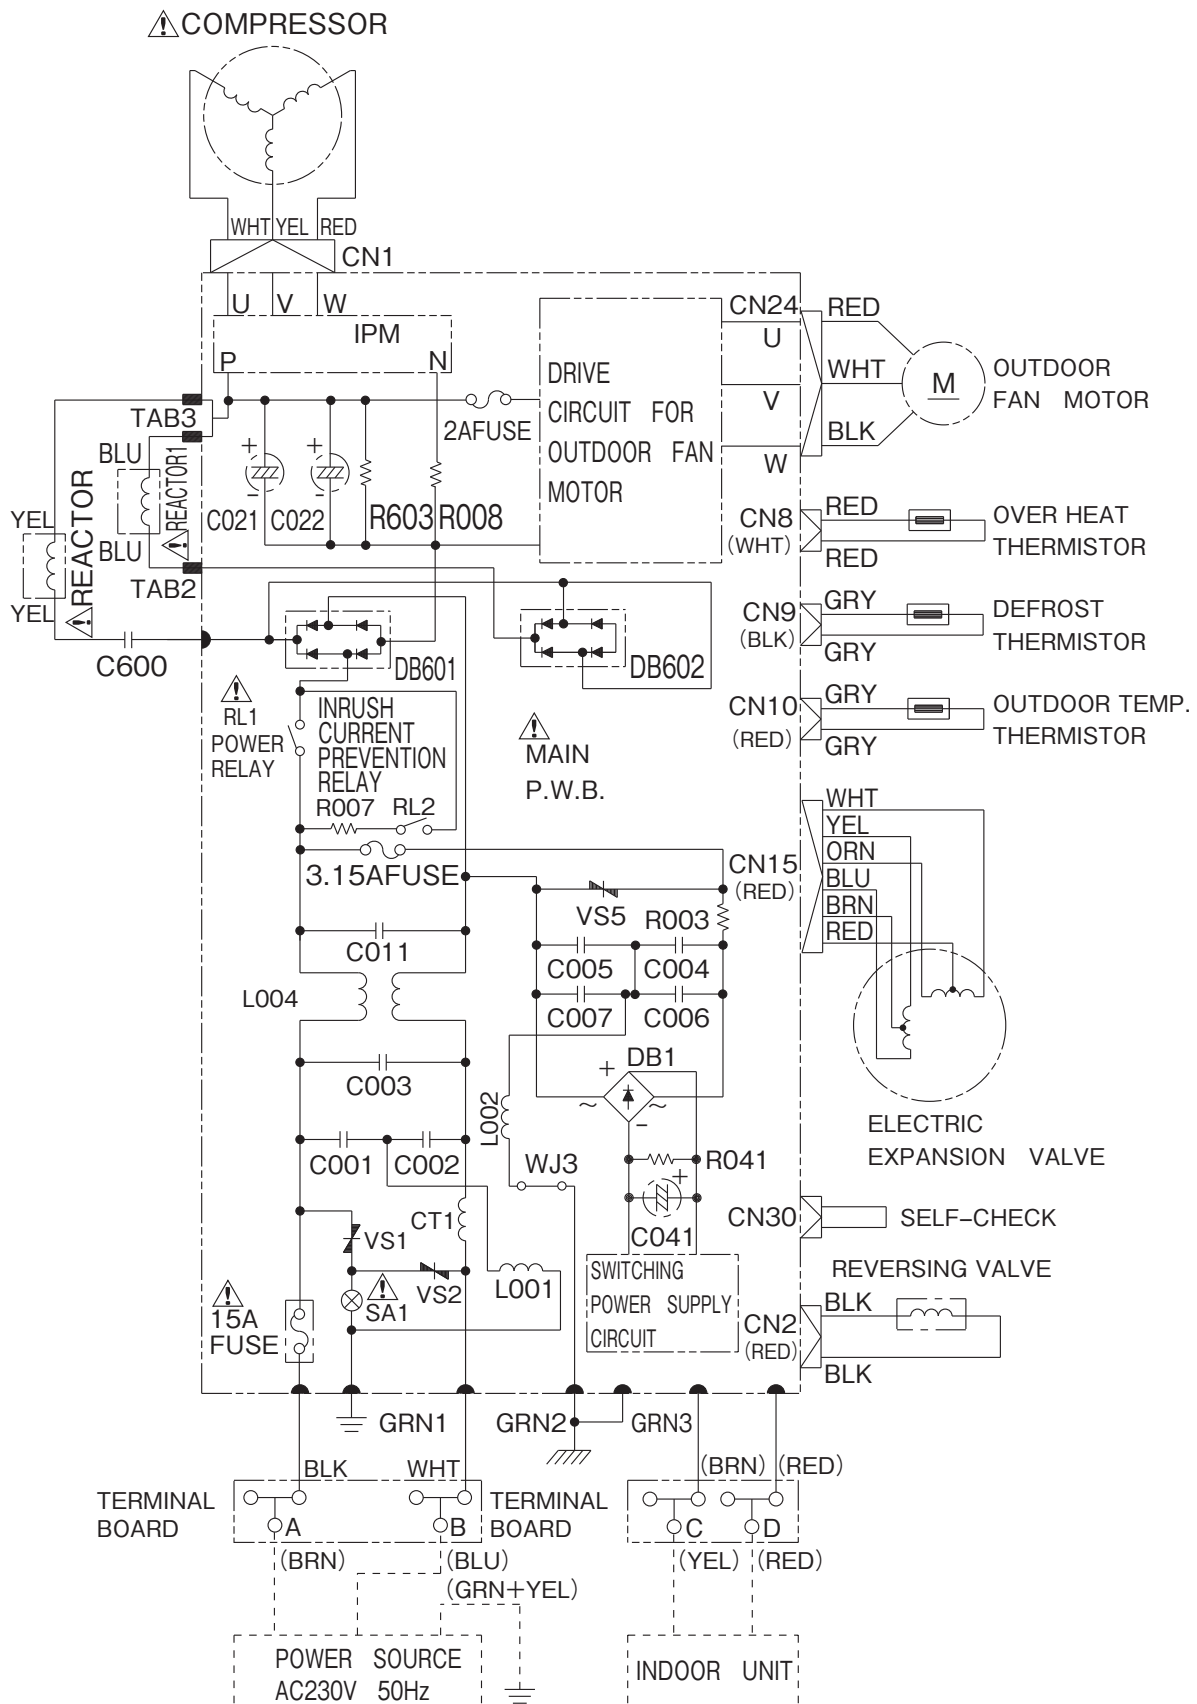 ⚠COMPRESSOR
WHT YEL RED
CN1
U V W
IPM
P N
CN24 RED
U
WHT
V
BLK
W
M
OUTDOOR
FAN MOTOR
DRIVE
CIRCUIT FOR
OUTDOOR FAN
MOTOR
2AFUSE
TAB3
BLU
REACTOR1
⚠
BLU
TAB2
YEL
REACTOR
⚠
YEL
C600
+
-
C021
+
-
C022
R603
R008
CN8
(WHT)
RED
RED
OVER HEAT
THERMISTOR
CN9
(BLK)
GRY
GRY
DEFROST
THERMISTOR
CN10
(RED)
GRY
GRY
OUTDOOR TEMP.
THERMISTOR
DB601
DB602
⚠
RL1
POWER
RELAY
INRUSH
CURRENT
PREVENTION
RELAY
R007 RL2
⚠
MAIN
P.W.B.
3.15AFUSE
CN15
(RED)
WHT
YEL
ORN
BLU
BRN
RED
ELECTRIC
EXPANSION VALVE
VS5
R003
C011
C005 C004
C007 C006
L004
C003
L002
+ DB1
~ ~
-
C001 C002
WJ3
R041
+
C041
CT1
VS1
VS2
⚠
SA1
L001
⚠
15A
FUSE
SWITCHING
POWER SUPPLY
CIRCUIT
CN30
SELF-CHECK
REVERSING VALVE
CN2
(RED)
BLK
BLK
GRN1
GRN2
GRN3
BLK WHT
(BRN) (RED)
TERMINAL
BOARD
A B
TERMINAL
BOARD
C D
(BRN)
(BLU)
(GRN+YEL)
(YEL) (RED)
POWER SOURCE
AC230V 50Hz
INDOOR UNIT